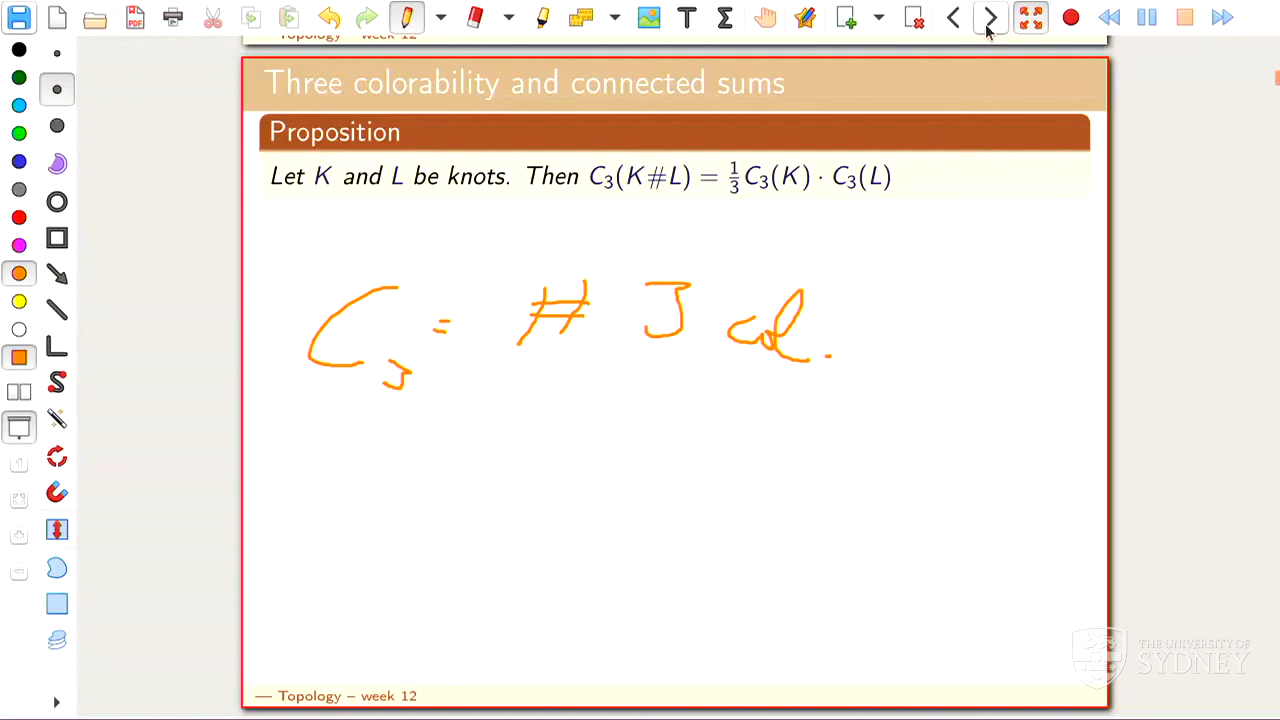 Topology – week 12
Three colorability and connected sums
Proposition
Let K and L be knots. Then C₃(K#L) = ⅓C₃(K) · C₃(L)
C₃ = # 3 col.
— Topology – week 12
THE UNIVERSITY OF
SYDNEY